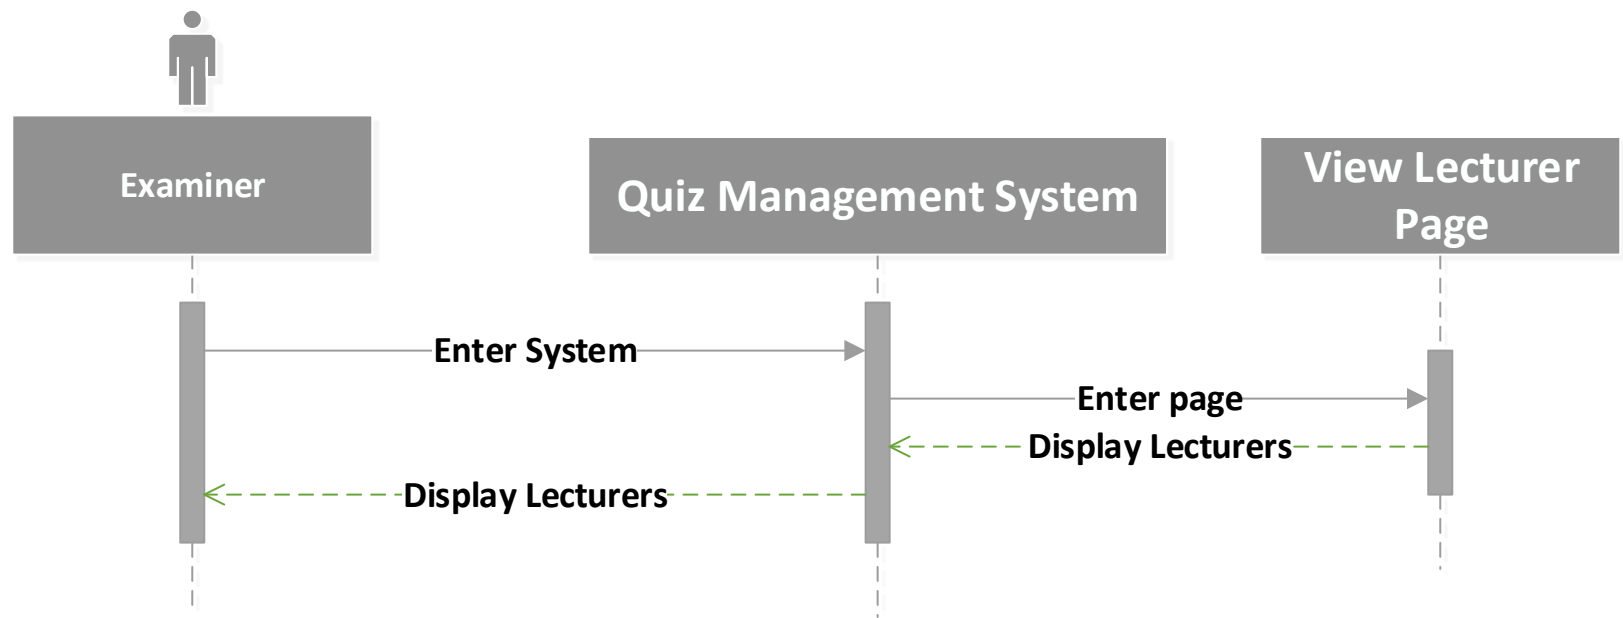 Examiner
Quiz Management System
View Lecturer
Page
Enter System
Enter page
Display Lecturers
Display Lecturers